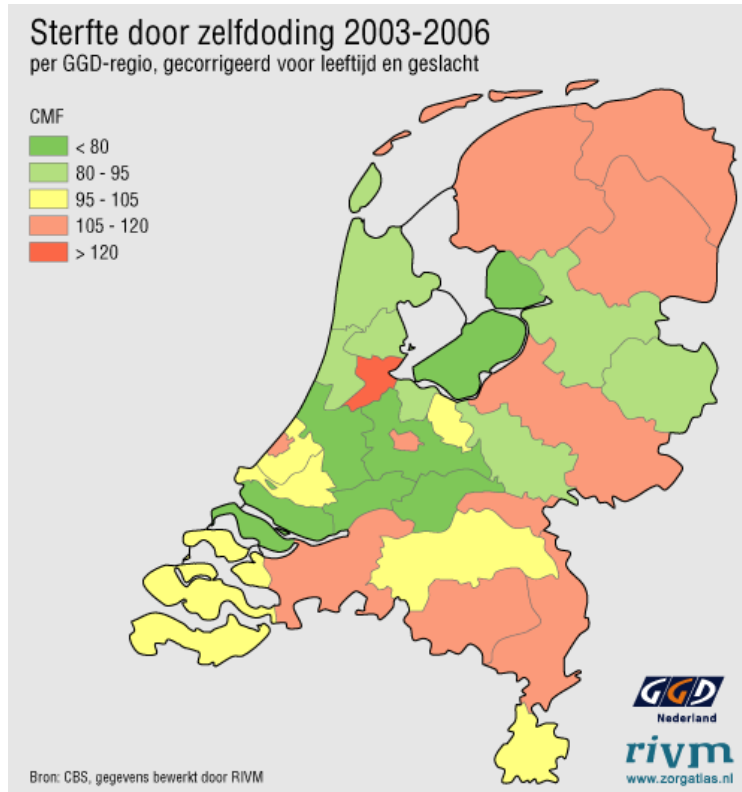 Sterfte door zelfdoding 2003-2006
per GGD-regio, gecorrigeerd voor leeftijd en geslacht
CMF
< 80
80 - 95
95 - 105
105 - 120
> 120
GGD
Nederland
rivm
www.zorgatlas.nl
Bron: CBS, gegevens bewerkt door RIVM